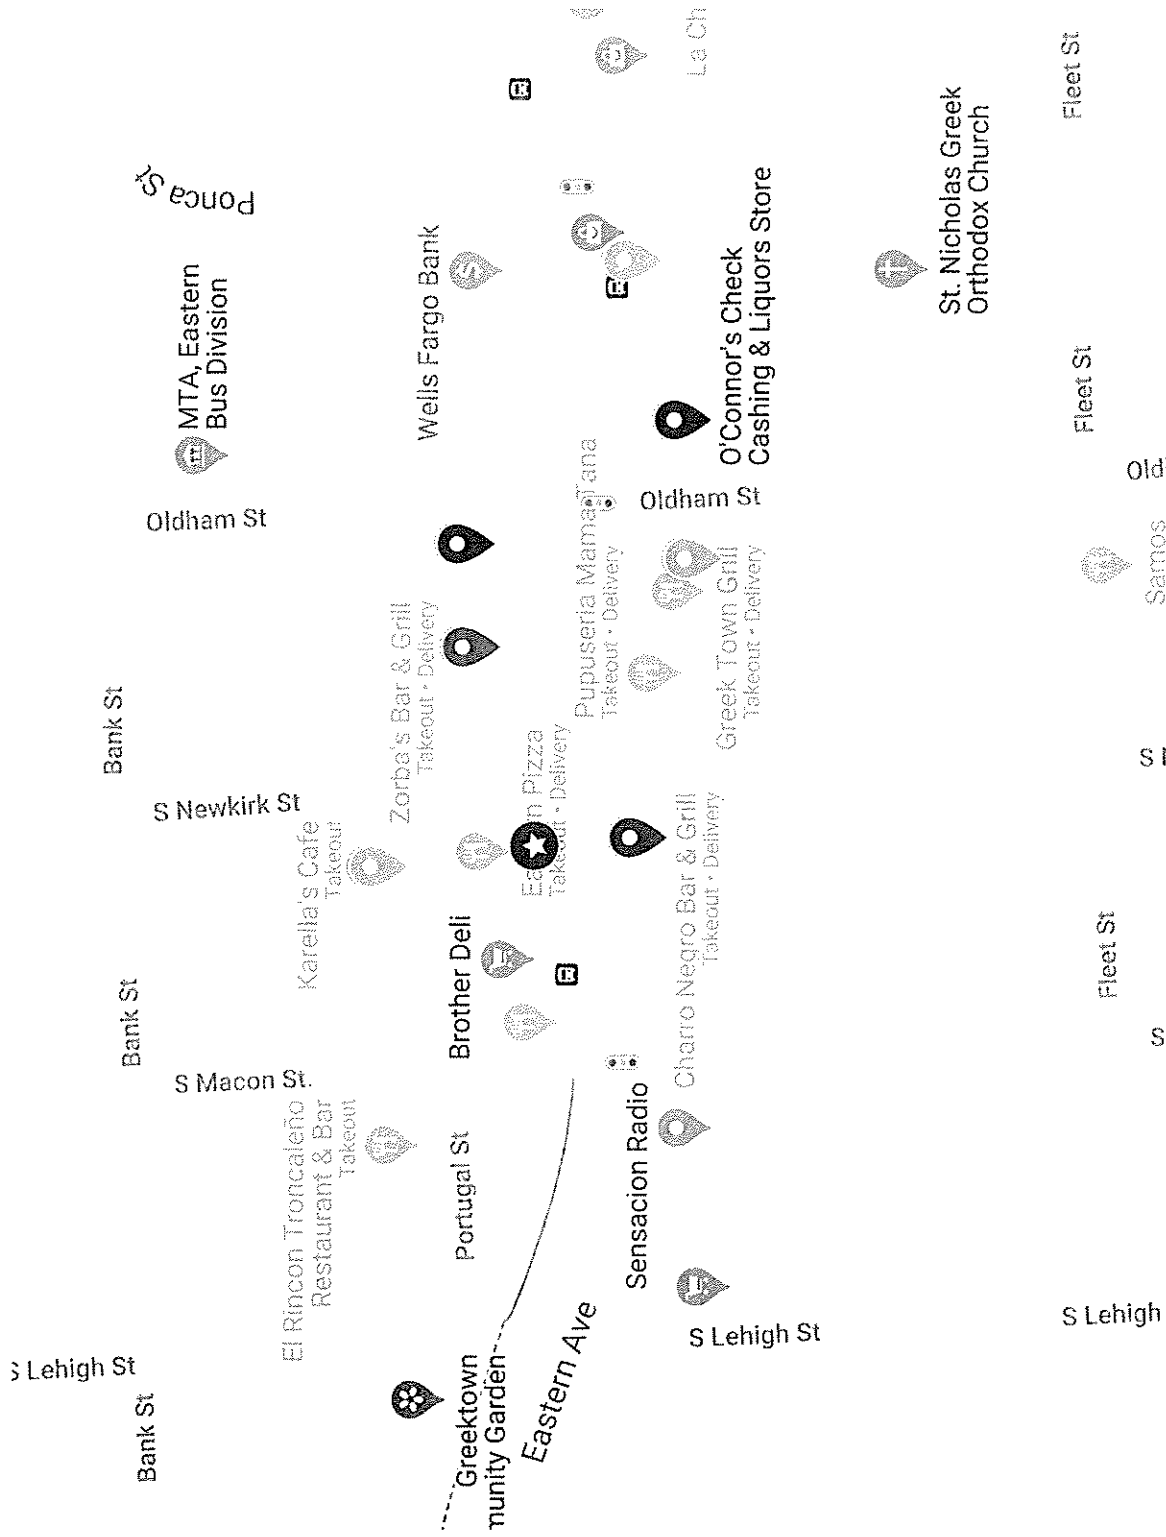 La Ch
Fleet St
Ponca St
St. Nicholas Greek
Orthodox Church
MTA, Eastern
Bus Division
Wells Fargo Bank
O'Connor's Check
Cashing & Liquors Store
Fleet St
Oldham St
Oldham St
Old
Pupuseria Mama Tana
Takeout • Delivery
Samos
Zorba's Bar & Grill
Takeout • Delivery
Greek Town Grill
Takeout • Delivery
Bank St
S Newkirk St
Pizza
Takeout • Delivery
Karella's Cafe
Takeout
Charro Negro Bar & Grill
Takeout • Delivery
Brother Deli
Fleet St
Bank St
S
S Macon St.
El Rincon Troncaleño
Restaurant & Bar
Takeout
Portugal St
Sensacion Radio
S Lehigh St
S Lehigh St
S Lehigh
Bank St
Greektown
munity Garden
Eastern Ave